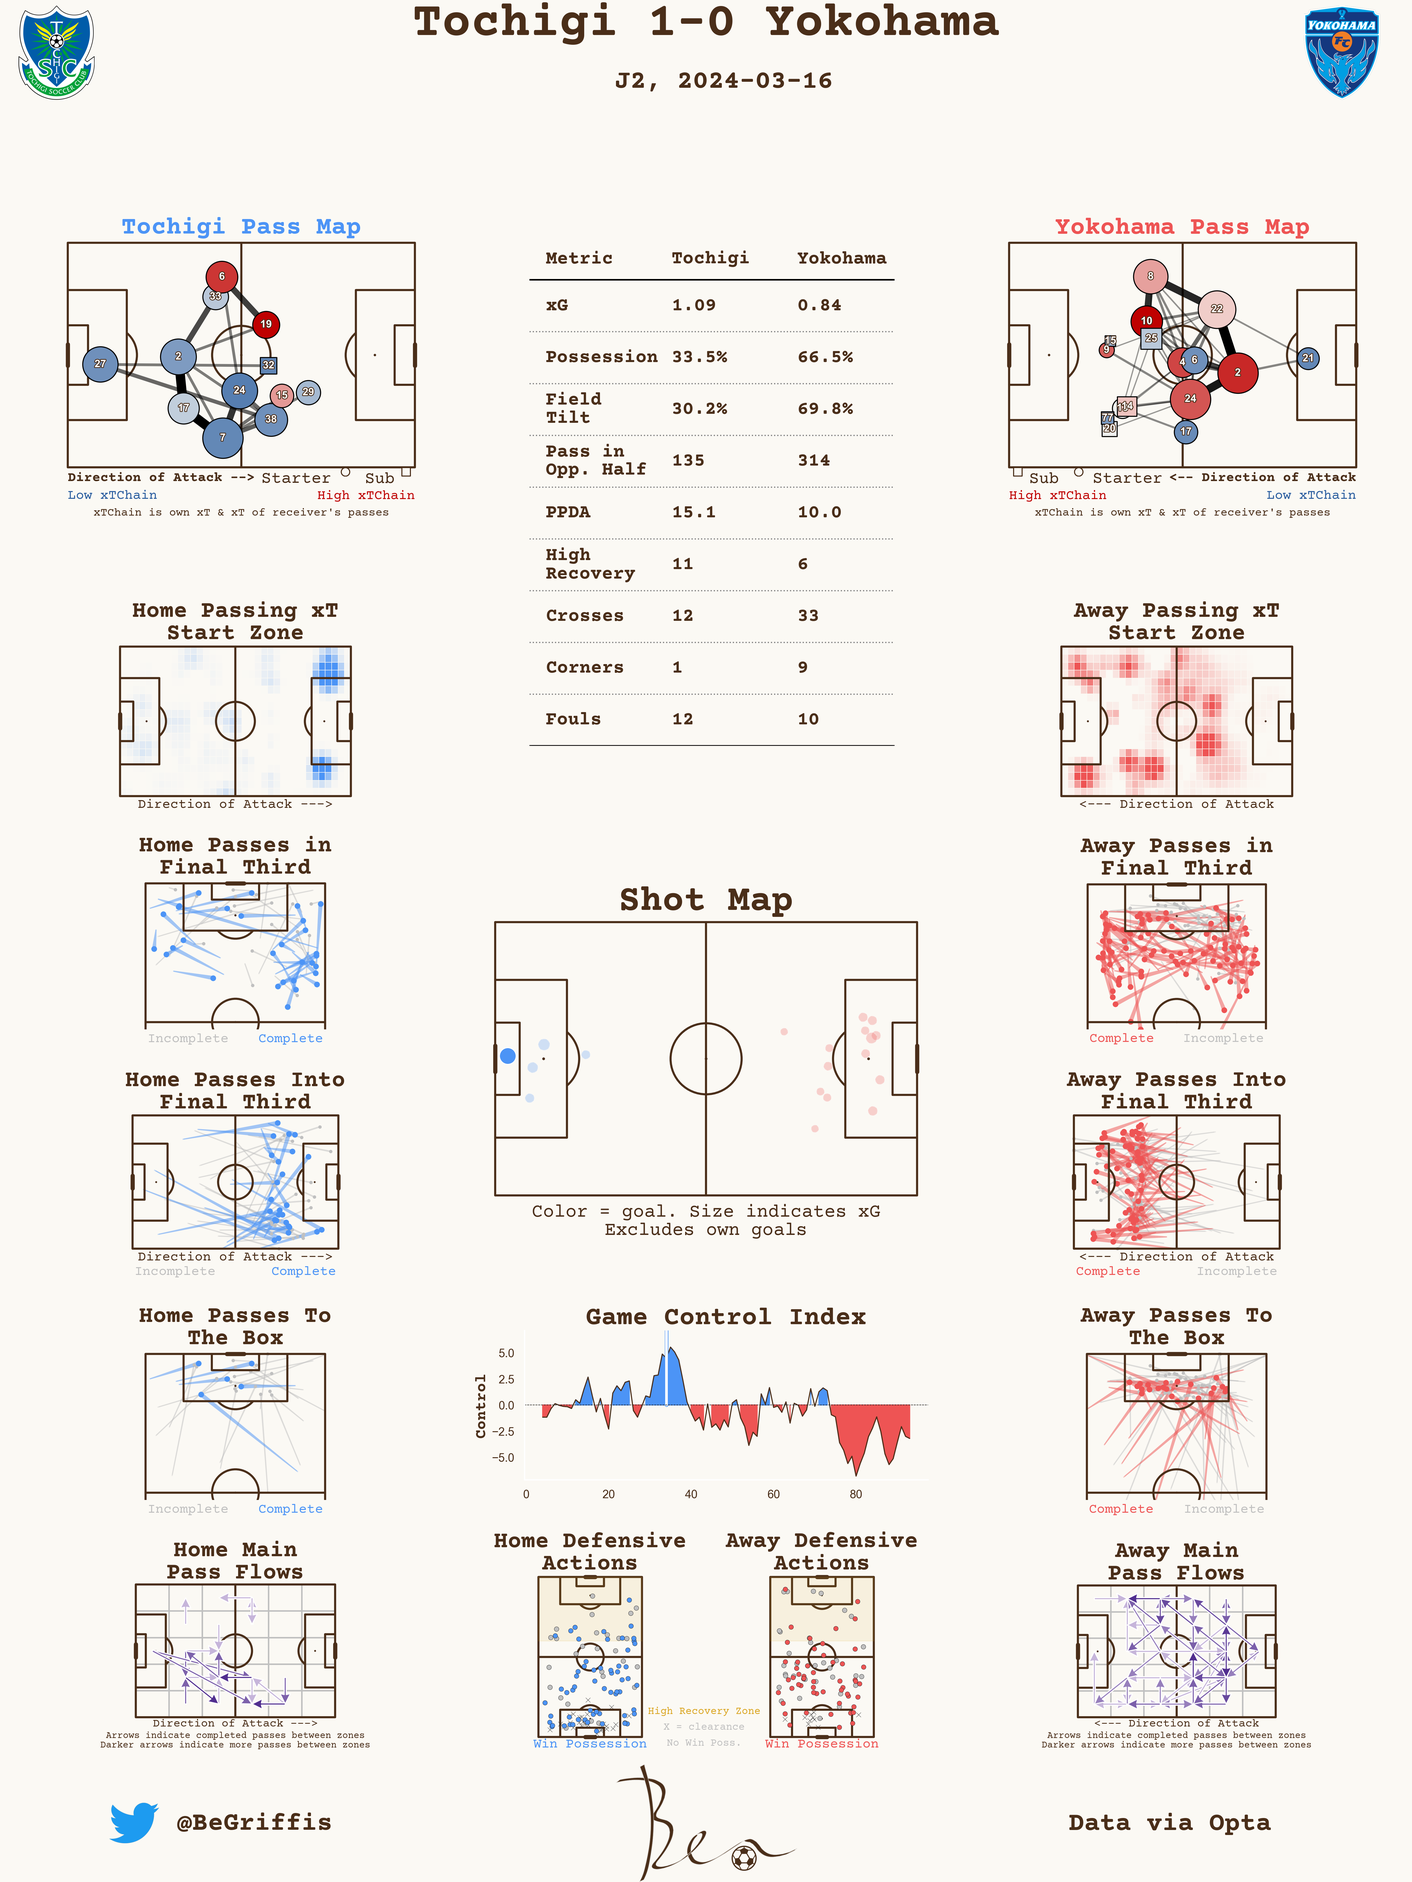 Tochigi 1-0 Yokohama
J2, 2024-03-16
TOCHIGI
SC
TOCHIGI SOCCER CLUB
YOKOHAMA
FC
Tochigi Pass Map
6
33
19
2
27
32
24
15
29
17
38
7
Direction of Attack --> Starter Sub
Low xTChain High xTChain
xTChain is own xT & xT of receiver's passes
Metric Tochigi Yokohama
xG 1.09 0.84
Possession 33.5% 66.5%
Field
Tilt 30.2% 69.8%
Pass in
Opp. Half 135 314
PPDA 15.1 10.0
High
Recovery 11 6
Crosses 12 33
Corners 1 9
Fouls 12 10
Yokohama Pass Map
8
22
10
25
15
9
4
6
21
2
24
14
77
20
17
Sub Starter <-- Direction of Attack
High xTChain Low xTChain
xTChain is own xT & xT of receiver's passes
Home Passing xT
Start Zone
Direction of Attack --->
Away Passing xT
Start Zone
<--- Direction of Attack
Home Passes in
Final Third
Incomplete Complete
Away Passes in
Final Third
Complete Incomplete
Shot Map
Color = goal. Size indicates xG
Excludes own goals
Home Passes Into
Final Third
Direction of Attack --->
Incomplete Complete
Away Passes Into
Final Third
<--- Direction of Attack
Complete Incomplete
Home Passes To
The Box
Incomplete Complete
Game Control Index
Control
5.0
2.5
0.0
−2.5
−5.0
0 20 40 60 80
Away Passes To
The Box
Complete Incomplete
Home Main
Pass Flows
Direction of Attack --->
Arrows indicate completed passes between zones
Darker arrows indicate more passes between zones
Home Defensive
Actions
Win Possession
Away Defensive
Actions
Win Possession
High Recovery Zone
X = clearance
No Win Poss.
Away Main
Pass Flows
<--- Direction of Attack
Arrows indicate completed passes between zones
Darker arrows indicate more passes between zones
@BeGriffis
Ben
Data via Opta